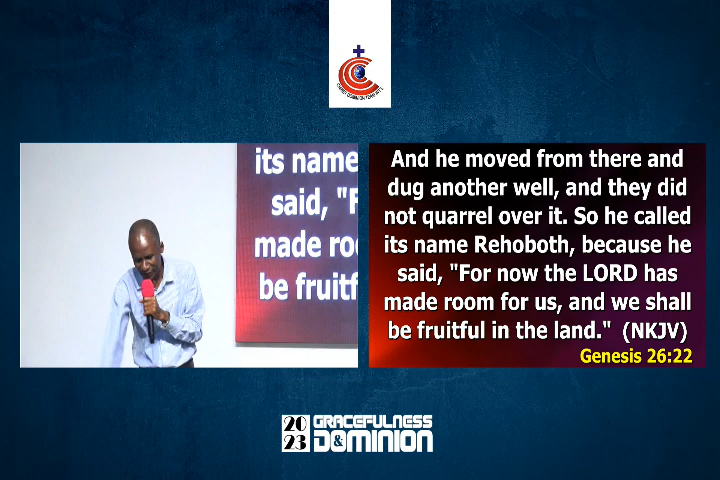 its name
said, "F
made roo
be fruitf
And he moved from there and
dug another well, and they did
not quarrel over it. So he called
its name Rehoboth, because he
said, "For now the LORD has
made room for us, and we shall
be fruitful in the land." (NKJV)
Genesis 26:22
2023 GRACEFULNESS
& DOMINION